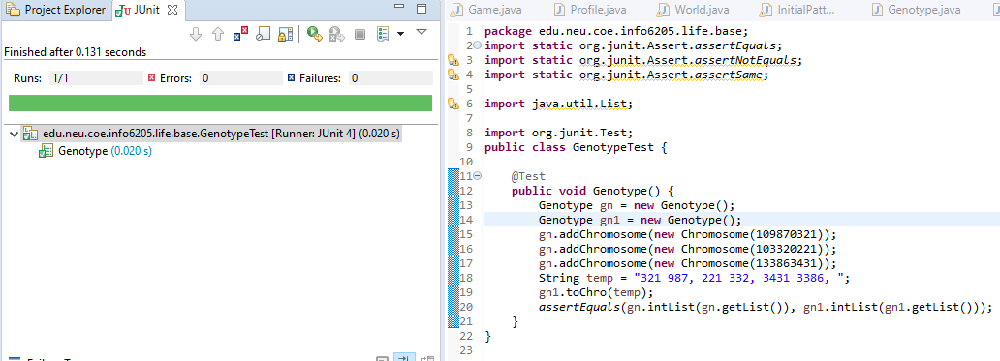 Project Explorer JUnit
Finished after 0.131 seconds
Runs: 1/1 Errors: 0 Failures: 0
edu.neu.coe.info6205.life.base.GenotypeTest [Runner: JUnit 4] (0.020 s)
Genotype (0.020 s)
Game.java Profile.java World.java InitialPatt... Genotype.java
1 package edu.neu.coe.info6205.life.base;
2 import static org.junit.Assert.assertEquals;
3 import static org.junit.Assert.assertNotEquals;
4 import static org.junit.Assert.assertSame;
5
6 import java.util.List;
7
8 import org.junit.Test;
9 public class GenotypeTest {
10
11 @Test
12 public void Genotype() {
13 Genotype gn = new Genotype();
14 Genotype gn1 = new Genotype();
15 gn.addChromosome(new Chromosome(109870321));
16 gn.addChromosome(new Chromosome(103320221));
17 gn.addChromosome(new Chromosome(133863431));
18 String temp = "321 987, 221 332, 3431 3386, ";
19 gn1.toChro(temp);
20 assertEquals(gn.intList(gn.getList()), gn1.intList(gn1.getList()));
21 }
22 }
23